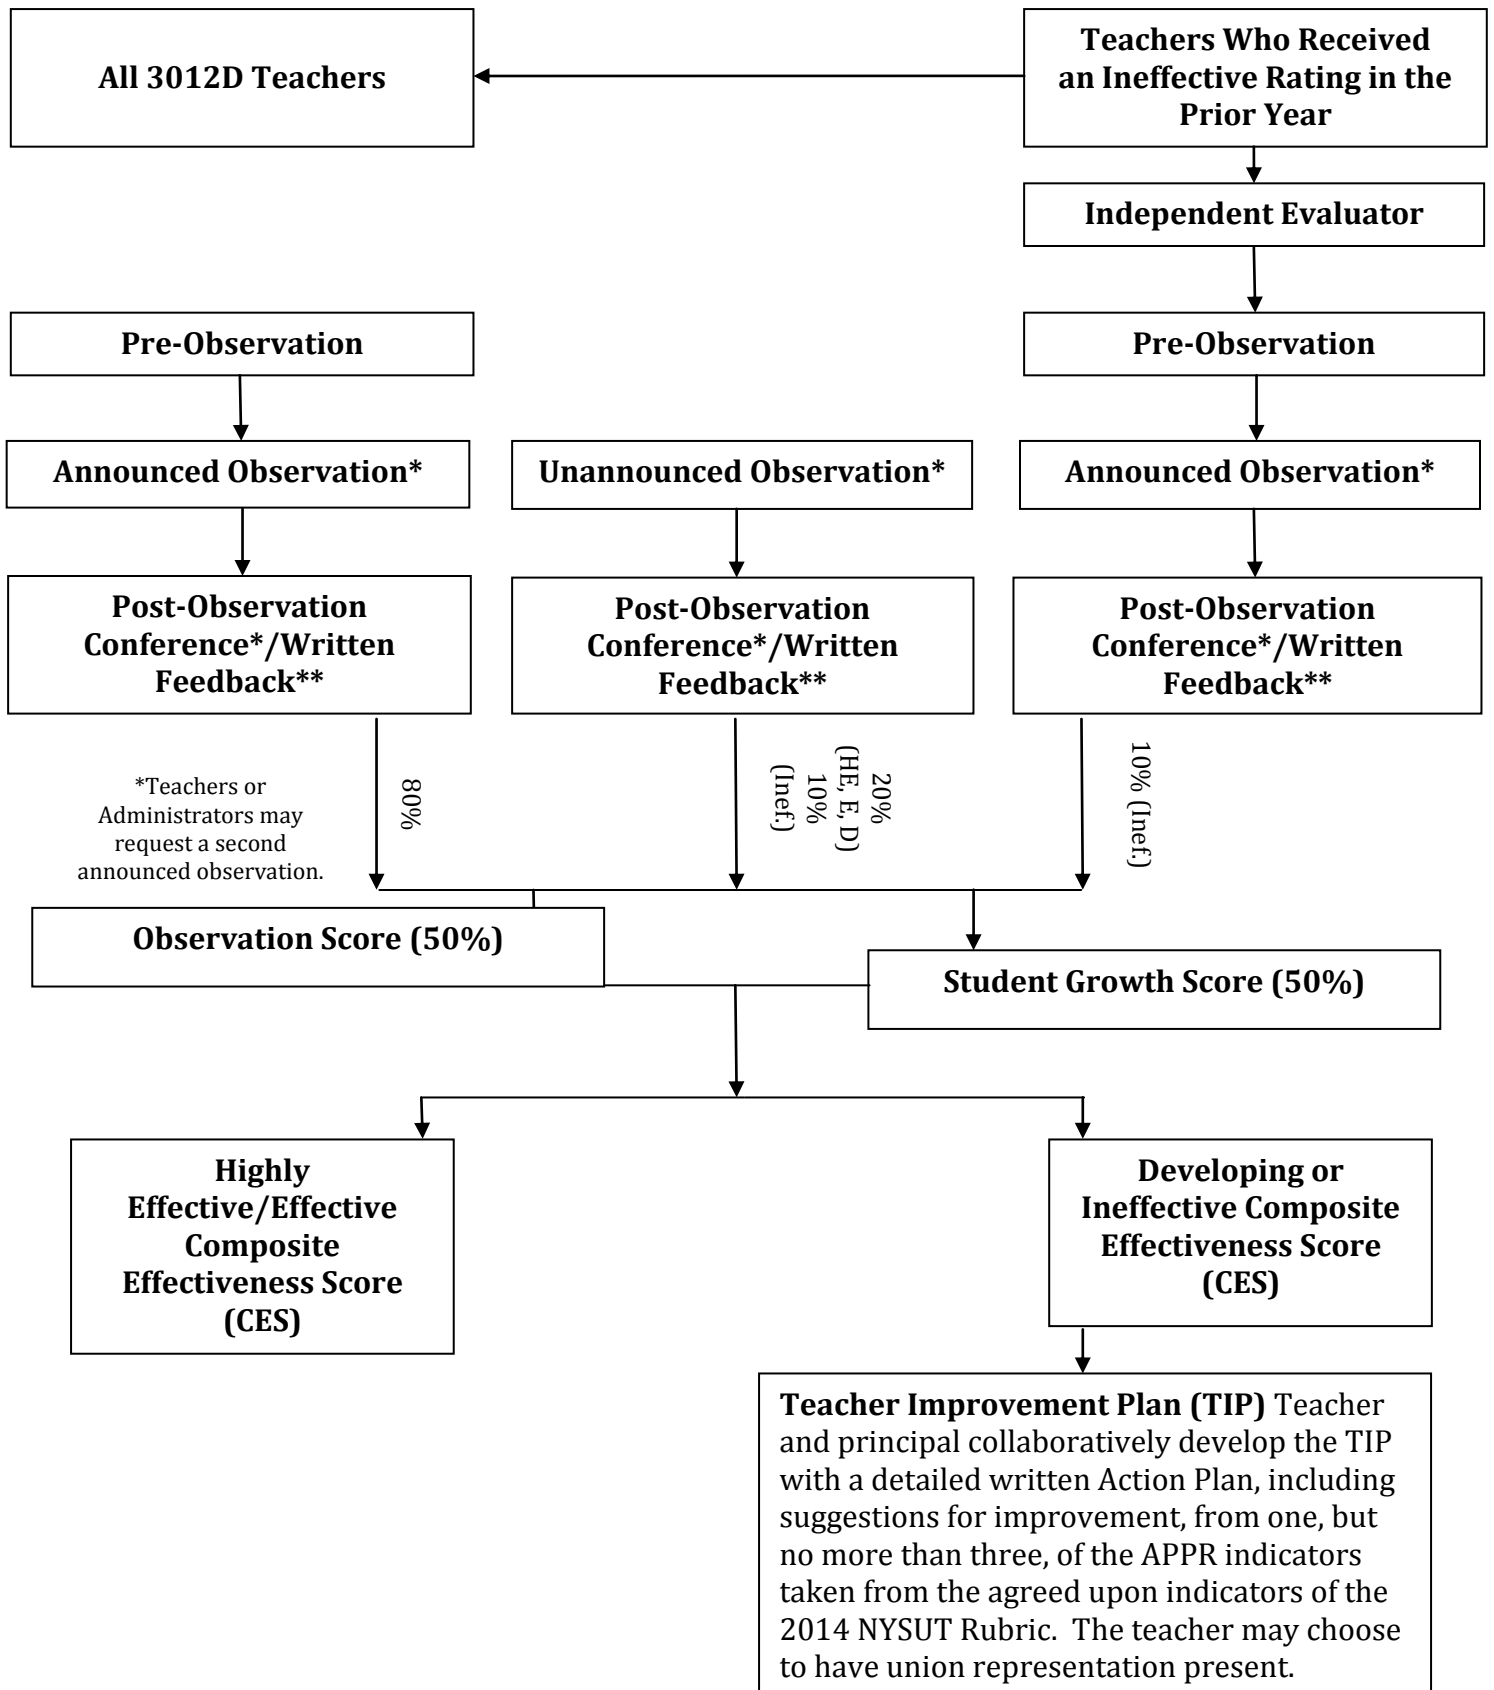 All 3012D Teachers
Teachers Who Received
an Ineffective Rating in the
Prior Year
Independent Evaluator
Pre-Observation
Pre-Observation
Announced Observation*
Unannounced Observation*
Announced Observation*
Post-Observation
Conference*/Written
Feedback**
Post-Observation
Conference*/Written
Feedback**
Post-Observation
Conference*/Written
Feedback**
*Teachers or
Administrators may
request a second
announced observation.
80%
20%
(HE, E, D)
10%
(Inef.)
10% (Inef.)
Observation Score (50%)
Student Growth Score (50%)
Highly
Effective/Effective
Composite
Effectiveness Score
(CES)
Developing or
Ineffective Composite
Effectiveness Score
(CES)
Teacher Improvement Plan (TIP) Teacher
and principal collaboratively develop the TIP
with a detailed written Action Plan, including
suggestions for improvement, from one, but
no more than three, of the APPR indicators
taken from the agreed upon indicators of the
2014 NYSUT Rubric.  The teacher may choose
to have union representation present.